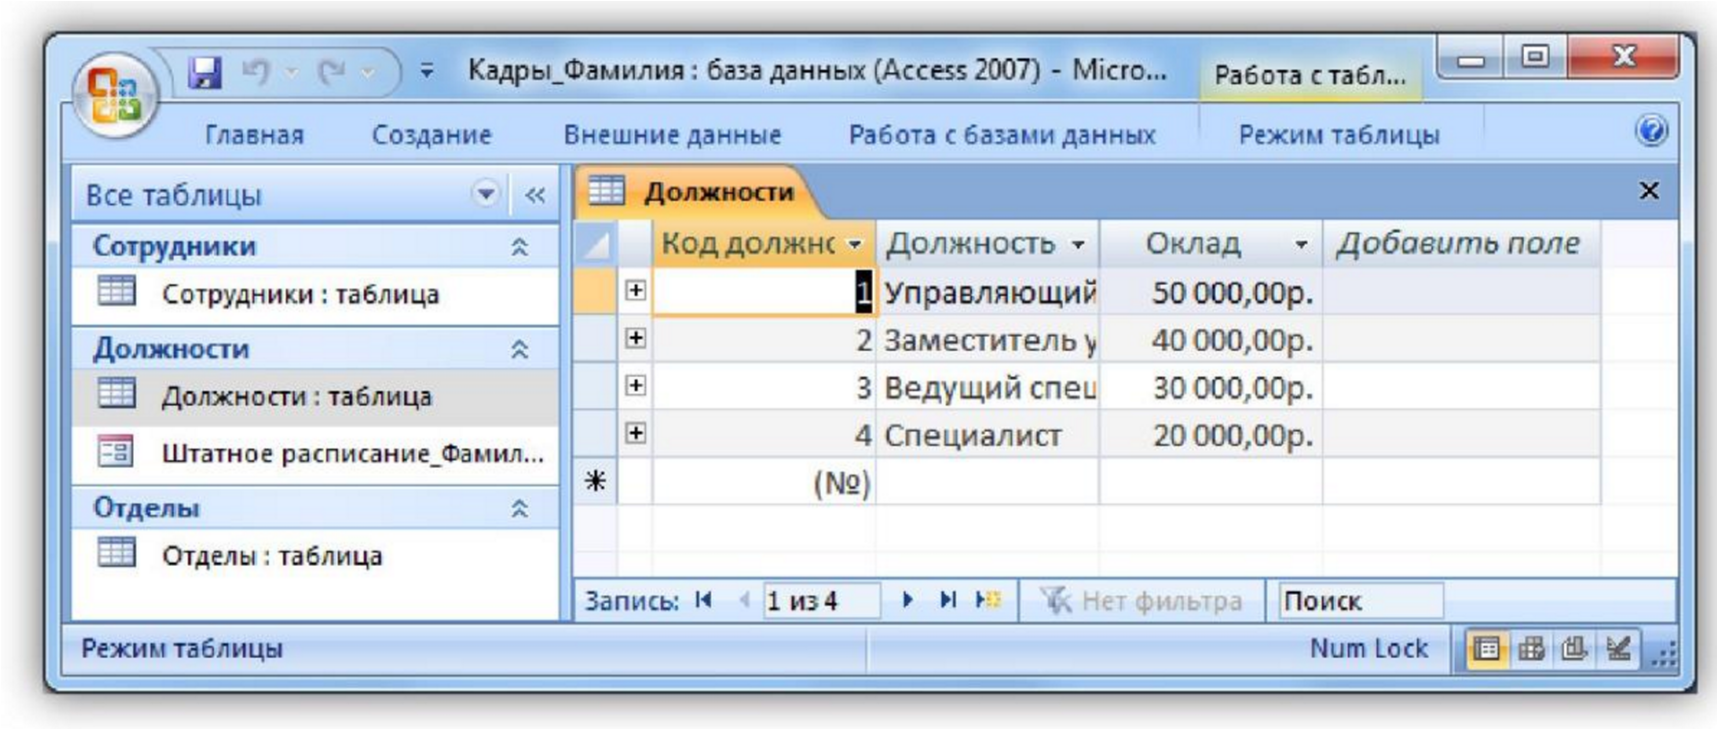 Кадры_Фамилия : база данных (Access 2007) - Micro... Работа с табл...
Главная Создание Внешние данные Работа с базами данных Режим таблицы
Все таблицы
Сотрудники
Сотрудники : таблица
Должности
Должности : таблица
Штатное расписание_Фамил...
Отделы
Отделы : таблица
Должности
Код должнс Должность Оклад Добавить поле
1 Управляющий 50 000,00р.
2 Заместитель у 40 000,00р.
3 Ведущий спец 30 000,00р.
4 Специалист 20 000,00р.
(№)
Запись: 1 из 4 Нет фильтра Поиск
Режим таблицы Num Lock